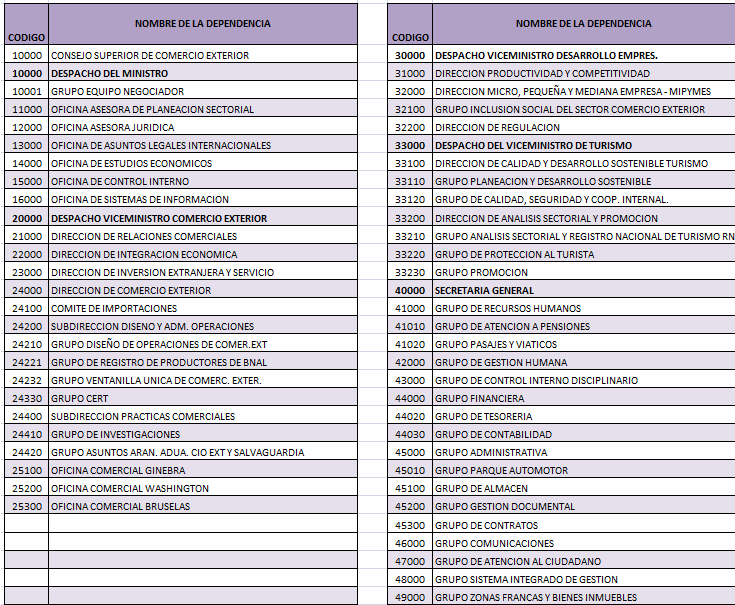 CODIGO NOMBRE DE LA DEPENDENCIA
10000 CONSEJO SUPERIOR DE COMERCIO EXTERIOR
10000 DESPACHO DEL MINISTRO
10001 GRUPO EQUIPO NEGOCIADOR
11000 OFICINA ASESORA DE PLANEACION SECTORIAL
12000 OFICINA ASESORA JURIDICA
13000 OFICINA DE ASUNTOS LEGALES INTERNACIONALES
14000 OFICINA DE ESTUDIOS ECONOMICOS
15000 OFICINA DE CONTROL INTERNO
16000 OFICINA DE SISTEMAS DE INFORMACION
20000 DESPACHO VICEMINISTRO COMERCIO EXTERIOR
21000 DIRECCION DE RELACIONES COMERCIALES
22000 DIRECCION DE INTEGRACION ECONOMICA
23000 DIRECCION DE INVERSION EXTRANJERA Y SERVICIO
24000 DIRECCION DE COMERCIO EXTERIOR
24100 COMITE DE IMPORTACIONES
24200 SUBDIRECCION DISENO Y ADM. OPERACIONES
24210 GRUPO DISEÑO DE OPERACIONES DE COMER.EXT
24221 GRUPO DE REGISTRO DE PRODUCTORES DE BNAL
24232 GRUPO VENTANILLA UNICA DE COMERC. EXTER.
24330 GRUPO CERT
24400 SUBDIRECCION PRACTICAS COMERCIALES
24410 GRUPO DE INVESTIGACIONES
24420 GRUPO ASUNTOS ARAN. ADUA. CIO EXT Y SALVAGUARDIA
25100 OFICINA COMERCIAL GINEBRA
25200 OFICINA COMERCIAL WASHINGTON
25300 OFICINA COMERCIAL BRUSELAS
CODIGO NOMBRE DE LA DEPENDENCIA
30000 DESPACHO VICEMINISTRO DESARROLLO EMPRES.
31000 DIRECCION PRODUCTIVIDAD Y COMPETITIVIDAD
32000 DIRECCION MICRO, PEQUEÑA Y MEDIANA EMPRESA - MIPYMES
32100 GRUPO INCLUSION SOCIAL DEL SECTOR COMERCIO EXTERIOR
32200 DIRECCION DE REGULACION
33000 DESPACHO DEL VICEMINISTRO DE TURISMO
33100 DIRECCION DE CALIDAD Y DESARROLLO SOSTENIBLE TURISMO
33110 GRUPO PLANEACION Y DESARROLLO SOSTENIBLE
33120 GRUPO DE CALIDAD, SEGURIDAD Y COOP. INTERNAL.
33200 DIRECCION DE ANALISIS SECTORIAL Y PROMOCION
33210 GRUPO ANALISIS SECTORIAL Y REGISTRO NACIONAL DE TURISMO RN
33220 GRUPO DE PROTECCION AL TURISTA
33230 GRUPO PROMOCION
40000 SECRETARIA GENERAL
41000 GRUPO DE RECURSOS HUMANOS
41010 GRUPO DE ATENCION A PENSIONES
41020 GRUPO PASAJES Y VIATICOS
42000 GRUPO DE GESTION HUMANA
43000 GRUPO DE CONTROL INTERNO DISCIPLINARIO
44000 GRUPO FINANCIERA
44020 GRUPO DE TESORERIA
44030 GRUPO DE CONTABILIDAD
45000 GRUPO ADMINISTRATIVA
45010 GRUPO PARQUE AUTOMOTOR
45100 GRUPO DE ALMACEN
45200 GRUPO GESTION DOCUMENTAL
45300 GRUPO DE CONTRATOS
46000 GRUPO COMUNICACIONES
47000 GRUPO DE ATENCION AL CIUDADANO
48000 GRUPO SISTEMA INTEGRADO DE GESTION
49000 GRUPO ZONAS FRANCAS Y BIENES INMUEBLES